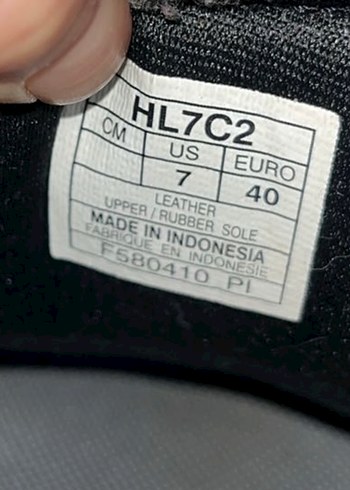 HL7C2
CM US EURO
7 40
LEATHER
UPPER / RUBBER SOLE
MADE IN INDONESIA
FABRIQUE EN INDONESIE
F580410 PI